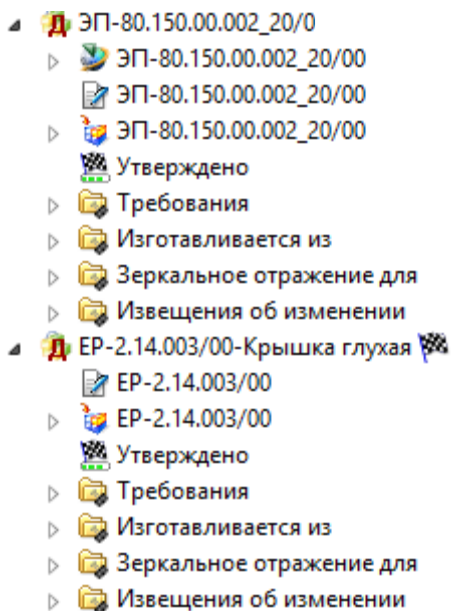 ЭП-80.150.00.002_20/0
ЭП-80.150.00.002_20/00
ЭП-80.150.00.002_20/00
ЭП-80.150.00.002_20/00
Утверждено
Требования
Изготавливается из
Зеркальное отражение для
Извещения об изменении
ЕР-2.14.003/00-Крышка глухая
ЕР-2.14.003/00
ЕР-2.14.003/00
Утверждено
Требования
Изготавливается из
Зеркальное отражение для
Извещения об изменении